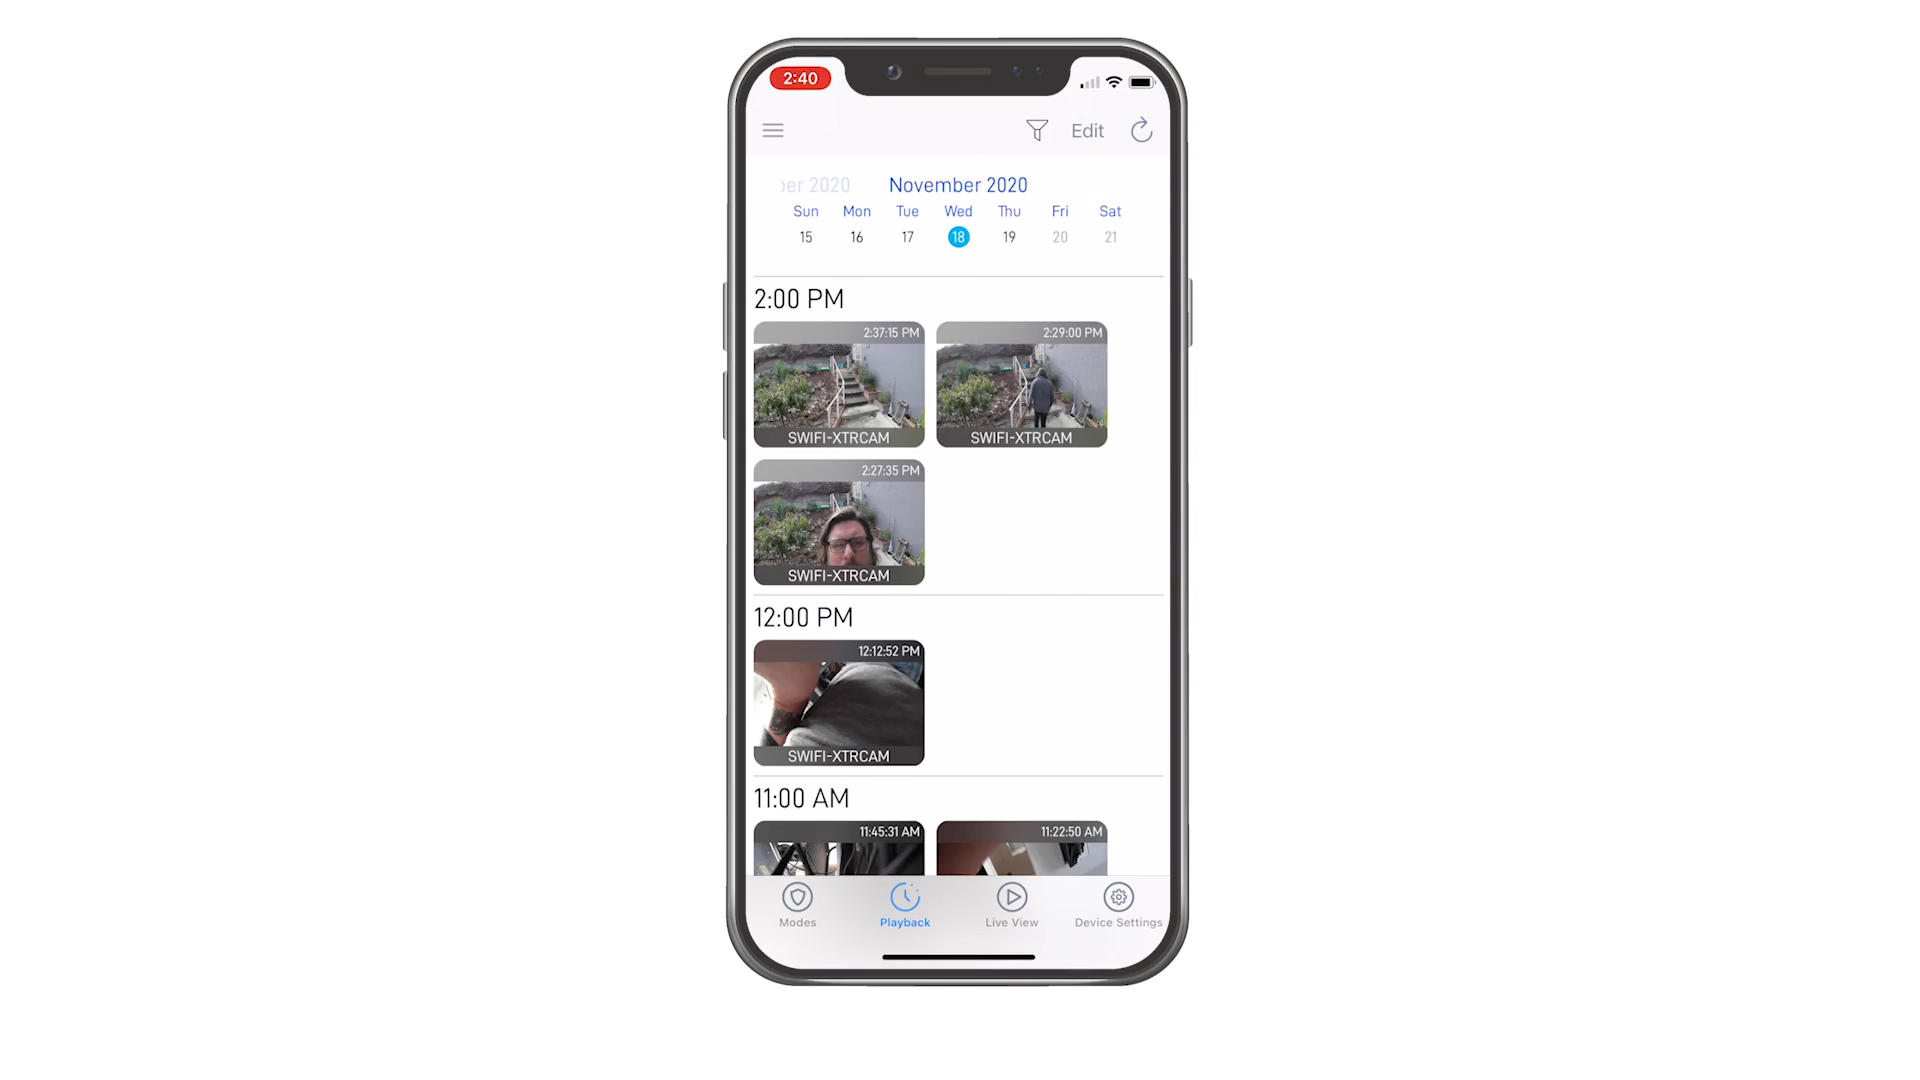 2:40
Edit
ber 2020 November 2020
Sun Mon Tue Wed Thu Fri Sat
15 16 17 18 19 20 21
2:00 PM
2:37:15 PM 2:29:00 PM
SWIFI-XTRCAM SWIFI-XTRCAM
2:27:35 PM
SWIFI-XTRCAM
12:00 PM
12:12:52 PM
SWIFI-XTRCAM
11:00 AM
11:45:31 AM 11:22:50 AM
Modes Playback Live View Device Settings